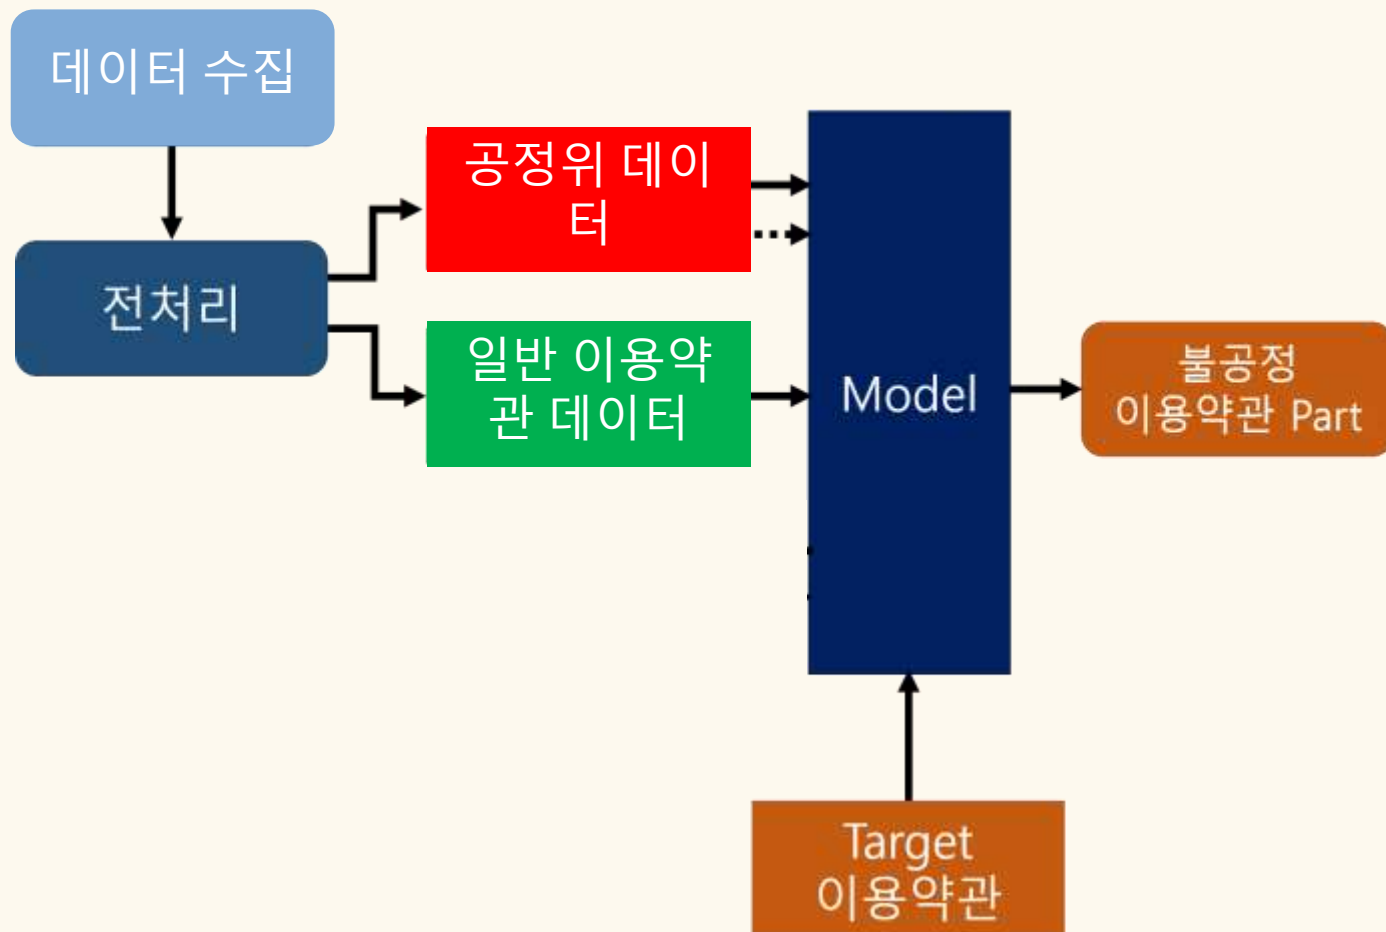 데이터 수집
공정위 데이
터
전처리
일반 이용약
관 데이터
Model
불공정
이용약관 Part
Target
이용약관